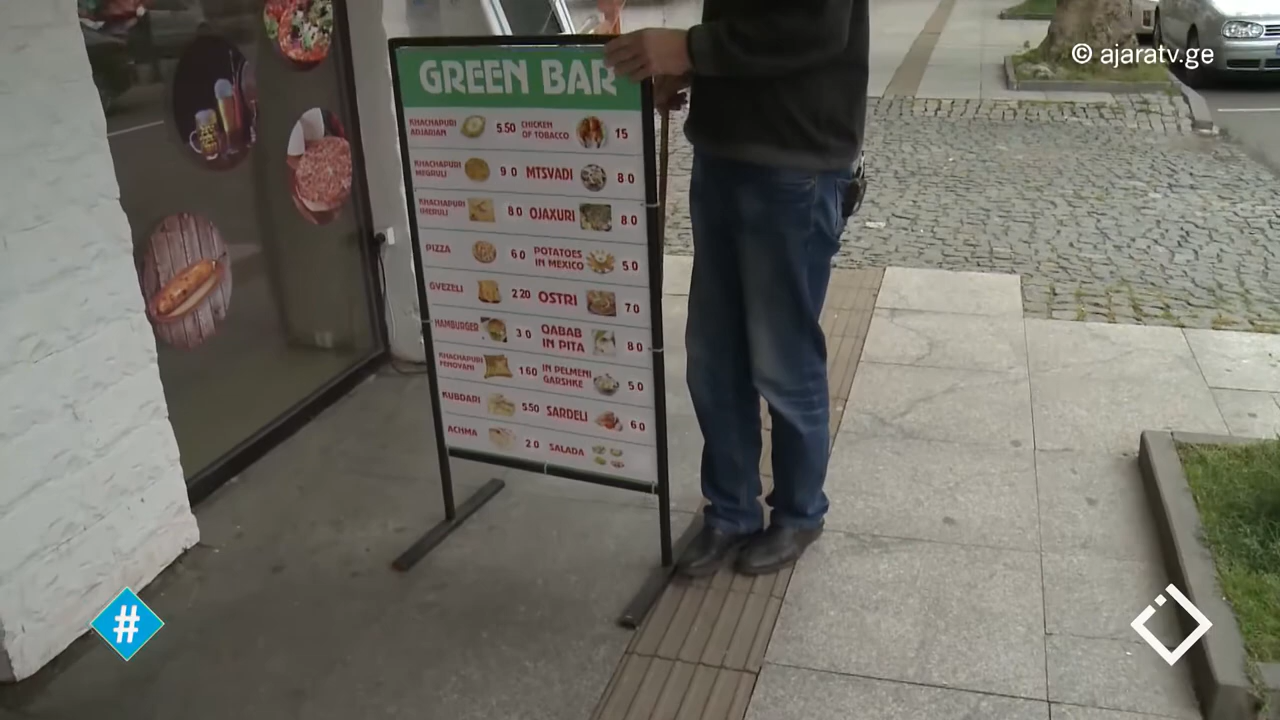 © ajaratv.ge
GREEN BAR
KHACHAPURI
ADJARIAN
5.50
CHICKEN
OF TOBACCO
15
KHACHAPURI
MEGRULI
9 0
MTSVADI
8.0
KHACHAPURI
IMERULI
8.0
OJAXURI
8.0
PIZZA
6 0
POTATOES
IN MEXICO
5.0
GVEZELI
2 20
OSTRI
7 0
HAMBURGER
3 0
QABAB
IN PITA
8 0
KHACHAPURI
PENOVANI
1 60
IN PELMENI
GARSHKE
5.0
KUBDARI
5.50
SARDELI
6 0
ACHMA
2 0
SALADA
#